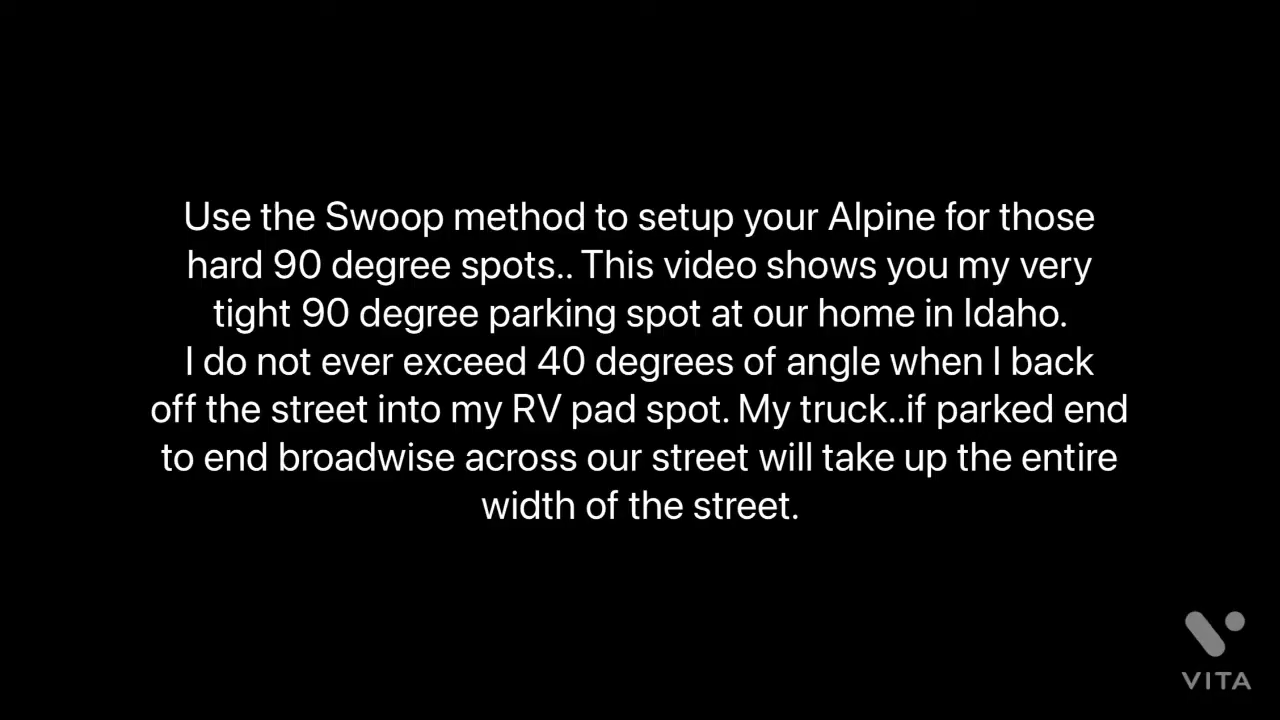 Use the Swoop method to setup your Alpine for those
hard 90 degree spots.. This video shows you my very
tight 90 degree parking spot at our home in Idaho.
I do not ever exceed 40 degrees of angle when I back
off the street into my RV pad spot. My truck..if parked end
to end broadwise across our street will take up the entire
width of the street.
VITA